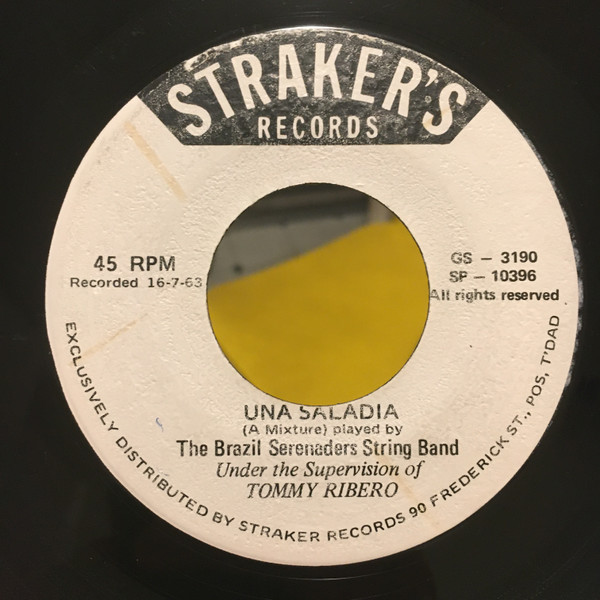 STRAKER'S
RECORDS
45 RPM
Recorded 16-7-63
GS – 3190
SP – 10396
All rights reserved
UNA SALADIA
(A Mixture) played by
The Brazil Serenaders String Band
Under the Supervision of
TOMMY RIBERO
EXCLUSIVELY DISTRIBUTED BY STRAKER RECORDS 90 FREDERICK ST., POS, T'DAD